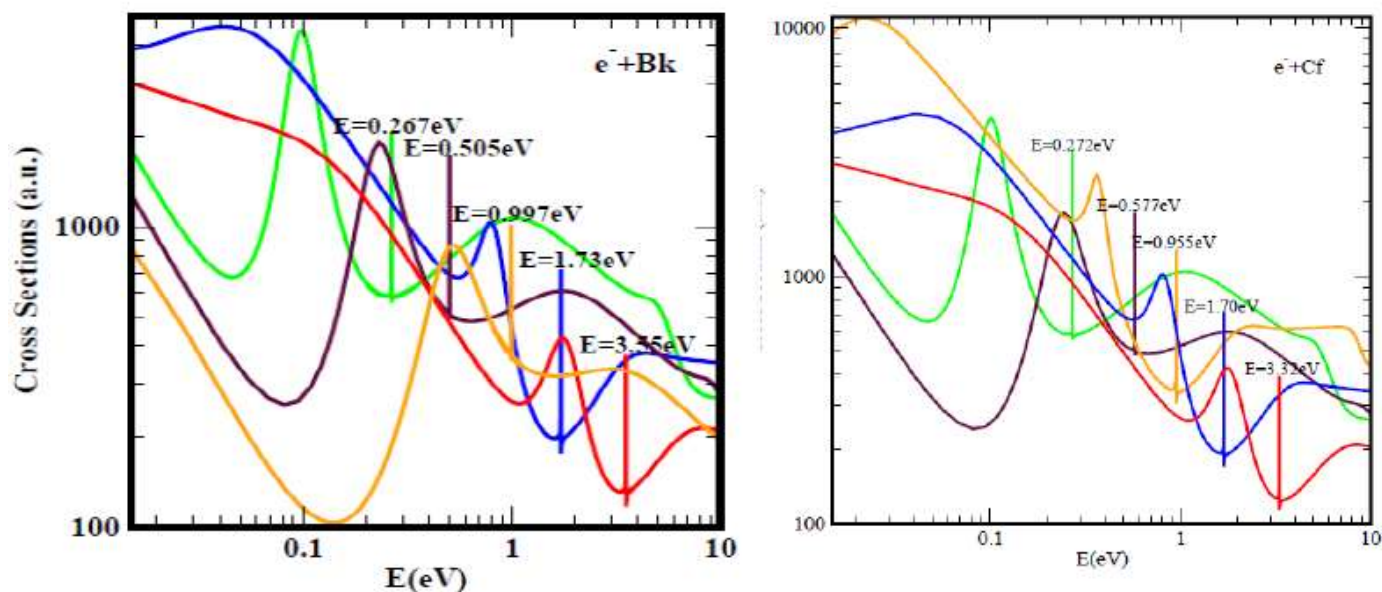 e⁻+Bk
E=0.267eV
E=0.505eV
E=0.997eV
E=1.73eV
E=3.55eV
Cross Sections (a.u.)
1000
100
0.1
1
10
E(eV)
10000
e⁻+Cf
E=0.272eV
E=0.577eV
E=0.955eV
E=1.70eV
E=3.32eV
1000
100
0.1
1
10
E(eV)